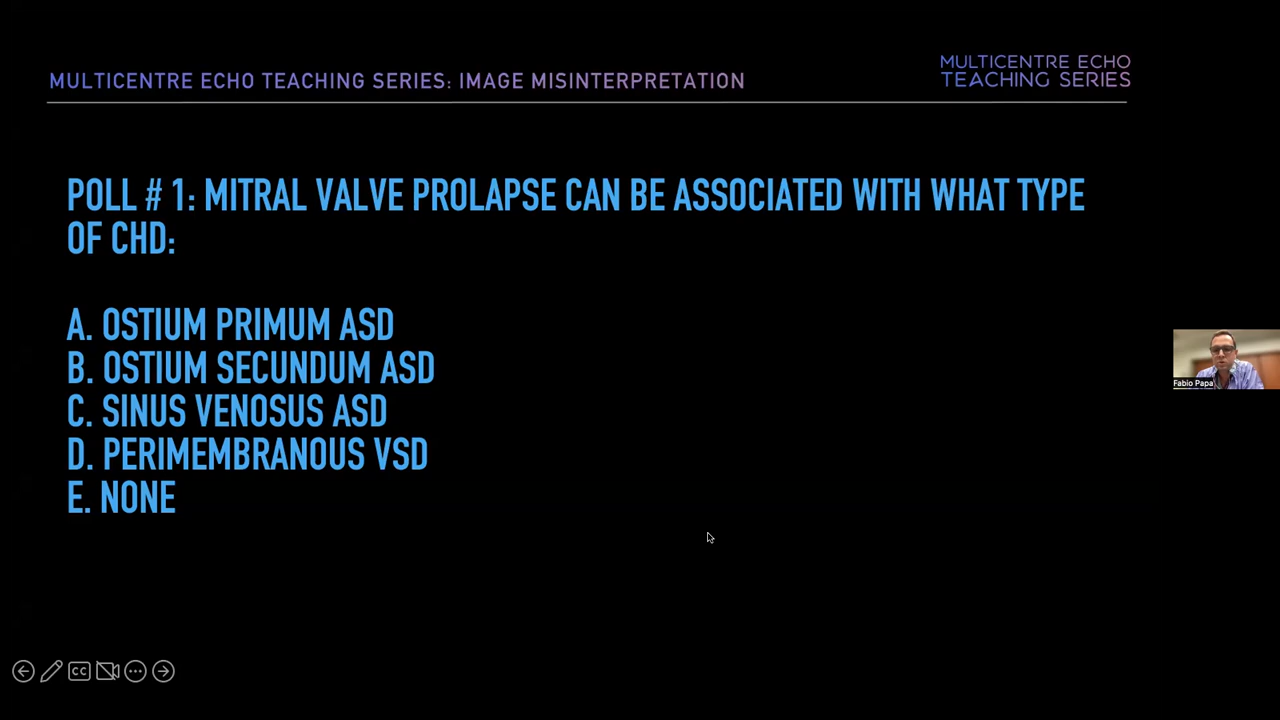 MULTICENTRE ECHO TEACHING SERIES: IMAGE MISINTERPRETATION
MULTICENTRE ECHO
TEACHING SERIES
POLL # 1: MITRAL VALVE PROLAPSE CAN BE ASSOCIATED WITH WHAT TYPE
OF CHD:
A. OSTIUM PRIMUM ASD
B. OSTIUM SECUNDUM ASD
C. SINUS VENOSUS ASD
D. PERIMEMBRANOUS VSD
E. NONE
Fabio Papa
CC